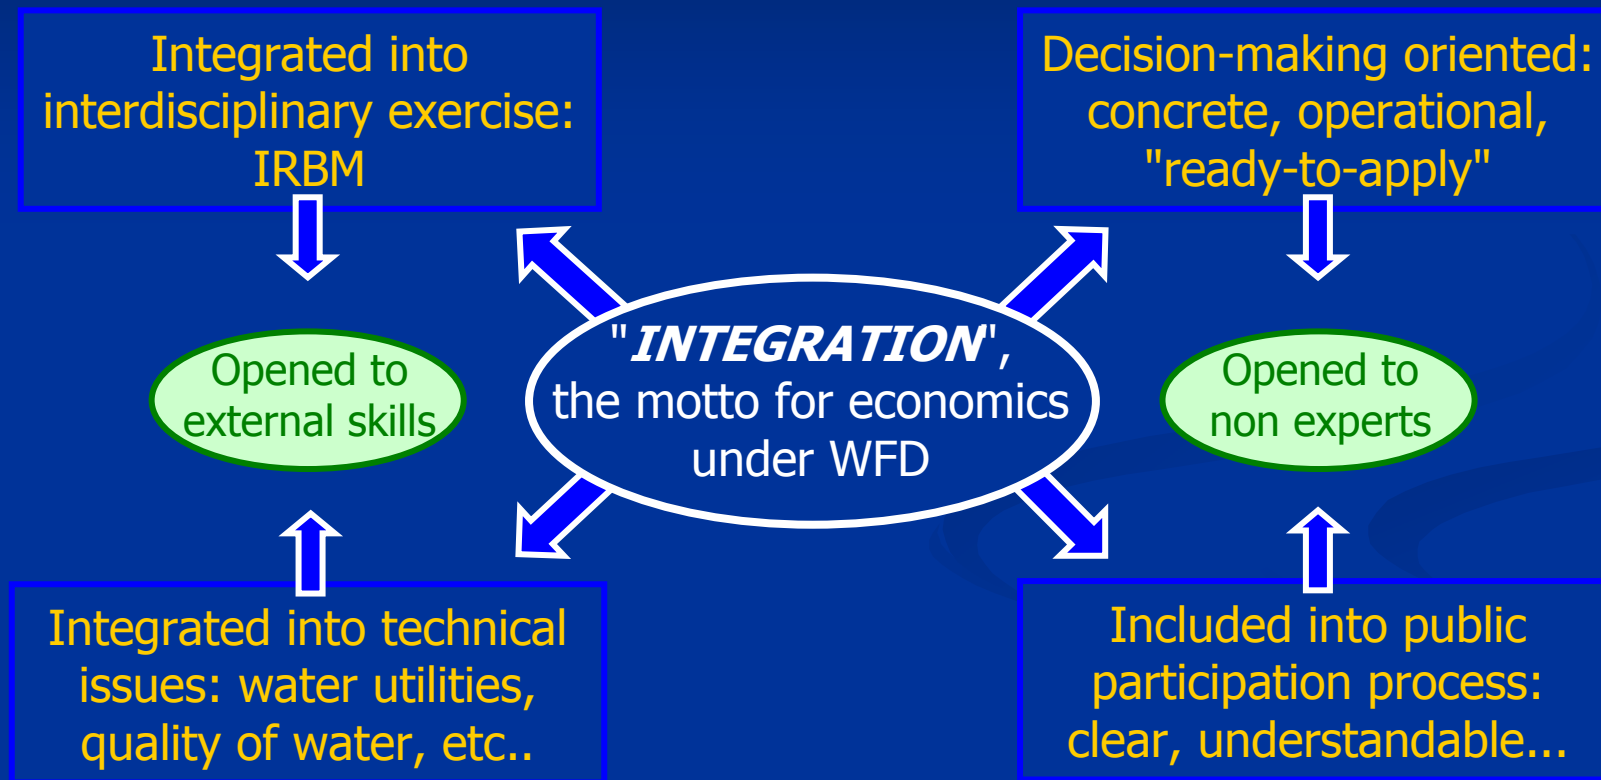 Integrated into
interdisciplinary exercise:
IRBM
Decision-making oriented:
concrete, operational,
"ready-to-apply"
Opened to
external skills
"INTEGRATION",
the motto for economics
under WFD
Opened to
non experts
Integrated into technical
issues: water utilities,
quality of water, etc..
Included into public
participation process:
clear, understandable...